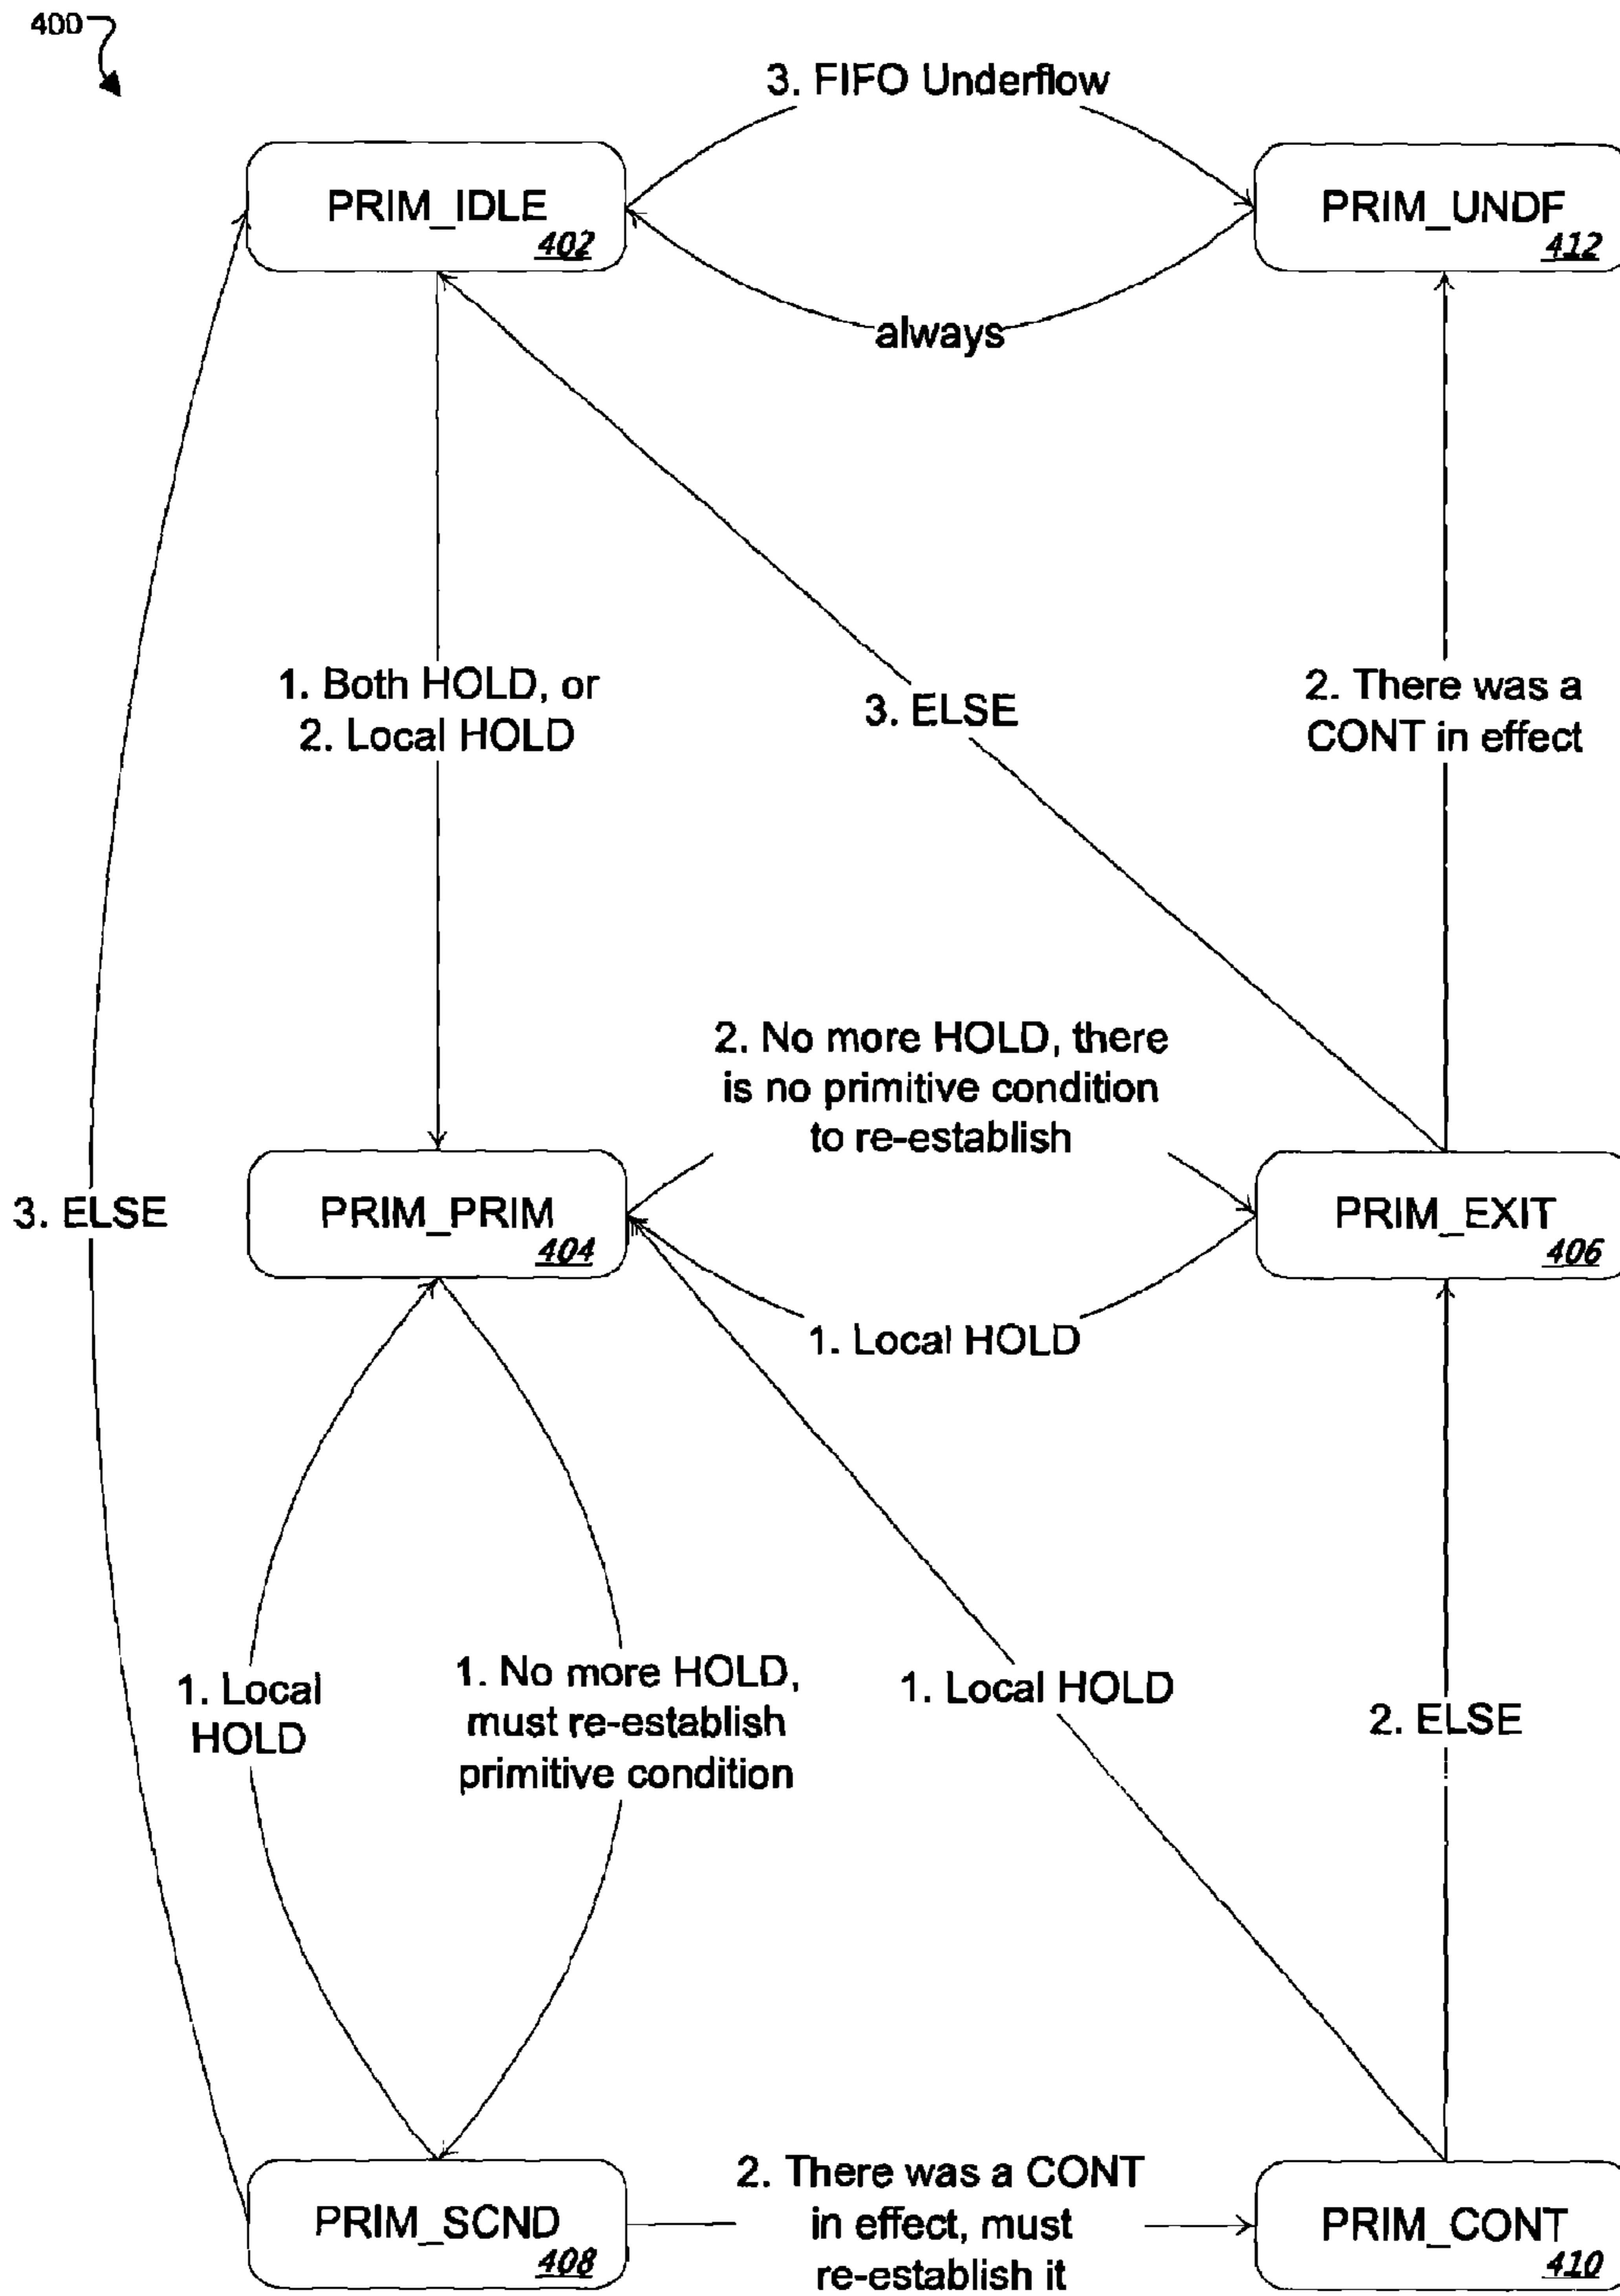 400
3. FIFO Underflow
PRIM_IDLE
402
PRIM_UNDF
412
always
1. Both HOLD, or
2. Local HOLD
3. ELSE
2. There was a
CONT in effect
2. No more HOLD, there
is no primitive condition
to re-establish
3. ELSE
PRIM_PRIM
404
PRIM_EXIT
406
1. Local HOLD
1. Local
HOLD
1. No more HOLD,
must re-establish
primitive condition
1. Local HOLD
2. ELSE
PRIM_SCND
408
2. There was a CONT
in effect, must
re-establish it
PRIM_CONT
410